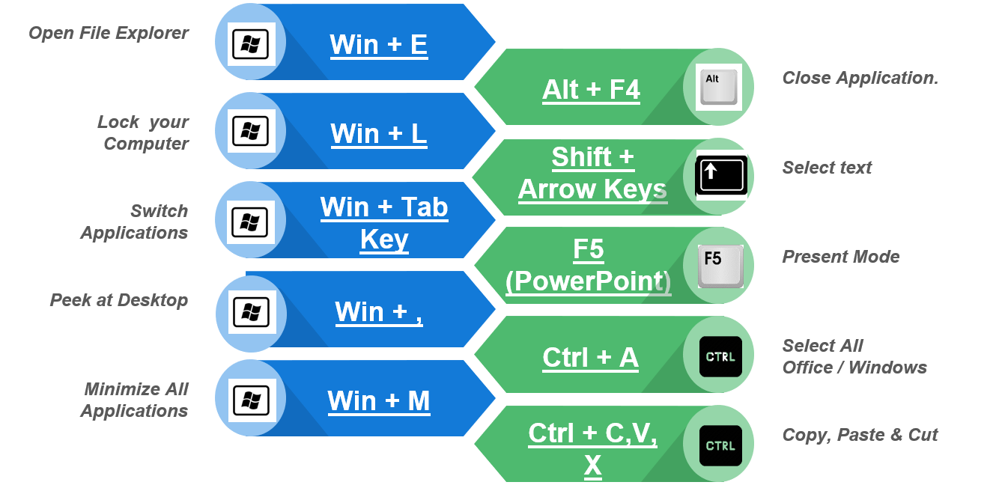 Open File Explorer
Win + E
Alt + F4
Alt
Close Application.
Lock your
Computer
Win + L
Shift +
Arrow Keys
Select text
Switch
Applications
Win + Tab
Key
F5
(PowerPoint)
F5
Present Mode
Peek at Desktop
Win + ,
Ctrl + A
CTRL
Select All
Office / Windows
Minimize All
Applications
Win + M
Ctrl + C,V,
X
CTRL
Copy, Paste & Cut